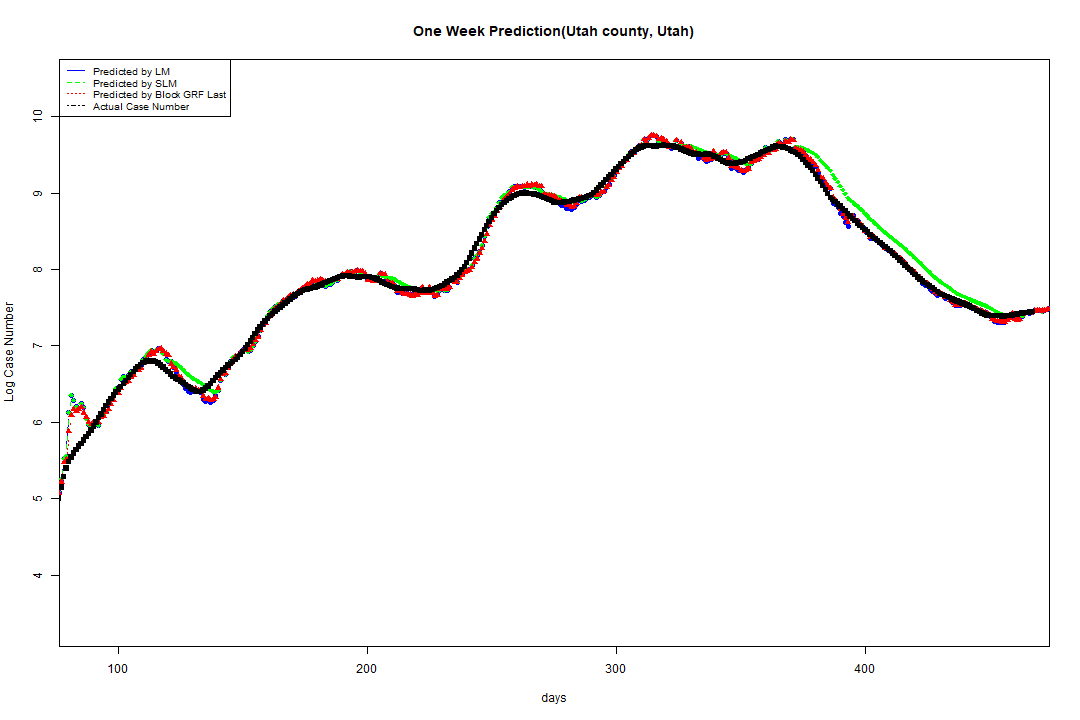 One Week Prediction(Utah county, Utah)
Predicted by LM
Predicted by SLM
Predicted by Block GRF Last
Actual Case Number
10
9
8
7
6
5
4
Log Case Number
100 200 300 400
days